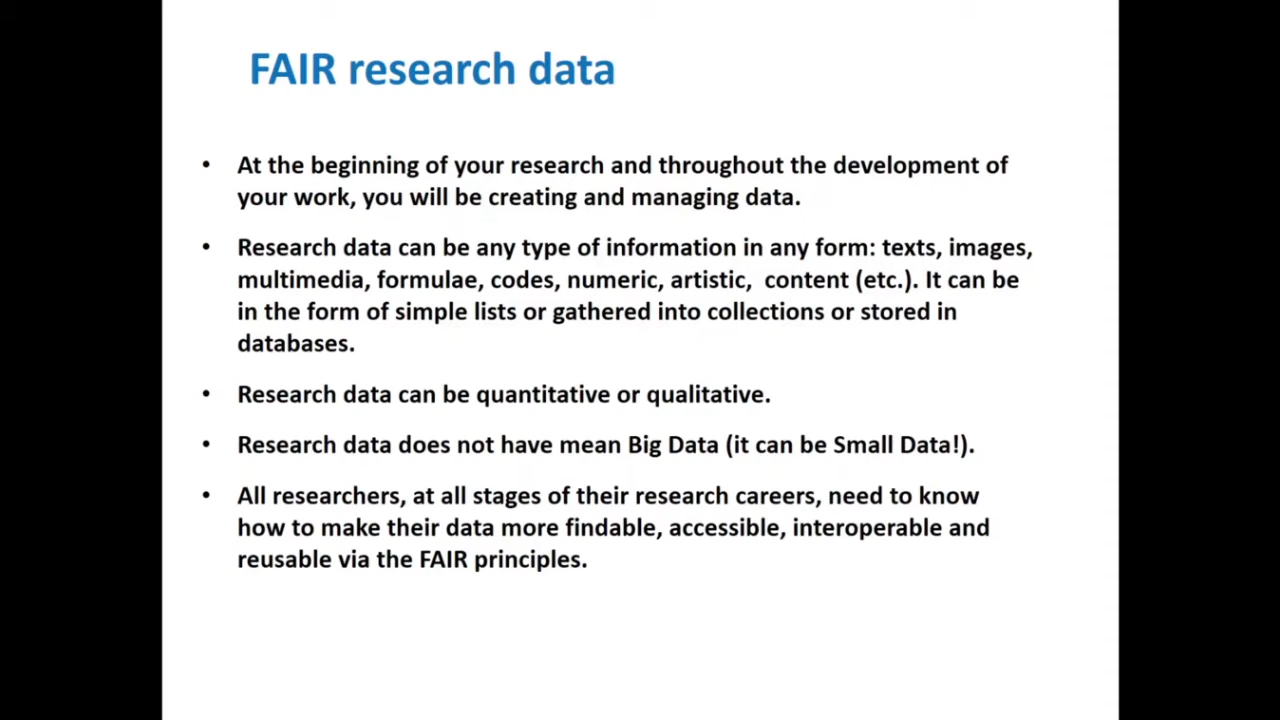 FAIR research data
• At the beginning of your research and throughout the development of
your work, you will be creating and managing data.
• Research data can be any type of information in any form: texts, images,
multimedia, formulae, codes, numeric, artistic,  content (etc.). It can be
in the form of simple lists or gathered into collections or stored in
databases.
• Research data can be quantitative or qualitative.
• Research data does not have mean Big Data (it can be Small Data!).
• All researchers, at all stages of their research careers, need to know
how to make their data more findable, accessible, interoperable and
reusable via the FAIR principles.